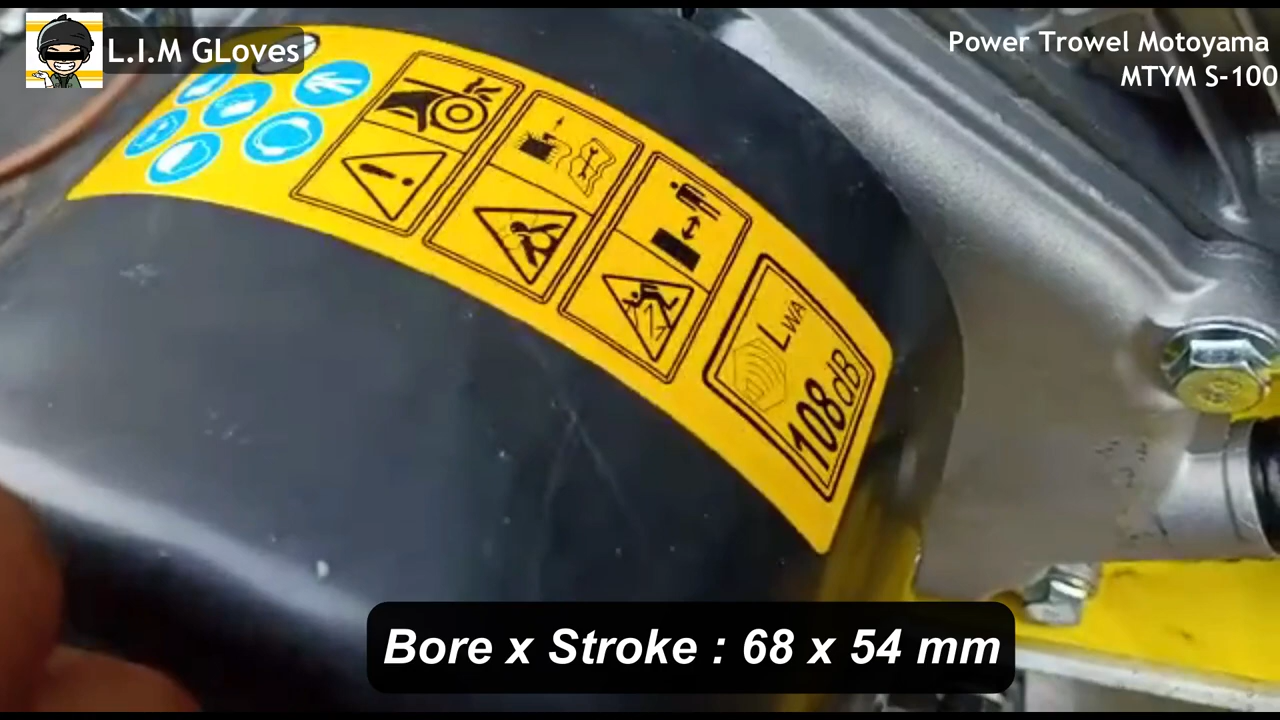 L.I.M GLoves
Power Trowel Motoyama
MTYM S-100
LWA
108dB
Bore x Stroke : 68 x 54 mm